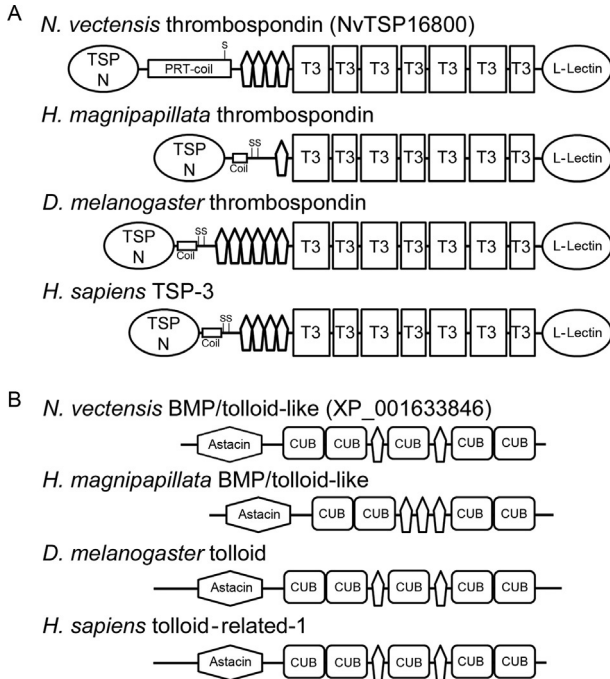 A
N. vectensis thrombospondin (NvTSP16800)
TSP N PRT-coil S T3 T3 T3 T3 T3 T3 T3 L-Lectin
H. magnipapillata thrombospondin
TSP N Coil SS T3 T3 T3 T3 T3 T3 T3 L-Lectin
D. melanogaster thrombospondin
TSP N Coil SS T3 T3 T3 T3 T3 T3 T3 L-Lectin
H. sapiens TSP-3
TSP N Coil SS T3 T3 T3 T3 T3 T3 T3 L-Lectin
B
N. vectensis BMP/tolloid-like (XP_001633846)
Astacin CUB CUB CUB CUB CUB
H. magnipapillata BMP/tolloid-like
Astacin CUB CUB CUB CUB
D. melanogaster tolloid
Astacin CUB CUB CUB CUB CUB
H. sapiens tolloid-related-1
Astacin CUB CUB CUB CUB CUB